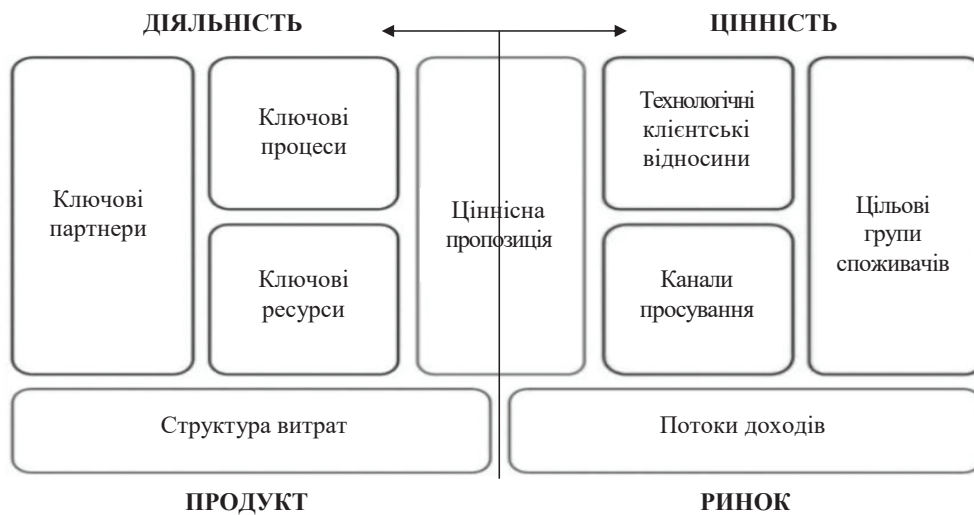 ДІЯЛЬНІСТЬ
ЦІННІСТЬ
Ключові
партнери
Ключові
процеси
Ключові
ресурси
Ціннісна
пропозиція
Технологічні
клієнтські
відносини
Канали
просування
Цільові
групи
споживачів
Структура витрат
Потоки доходів
ПРОДУКТ
РИНОК